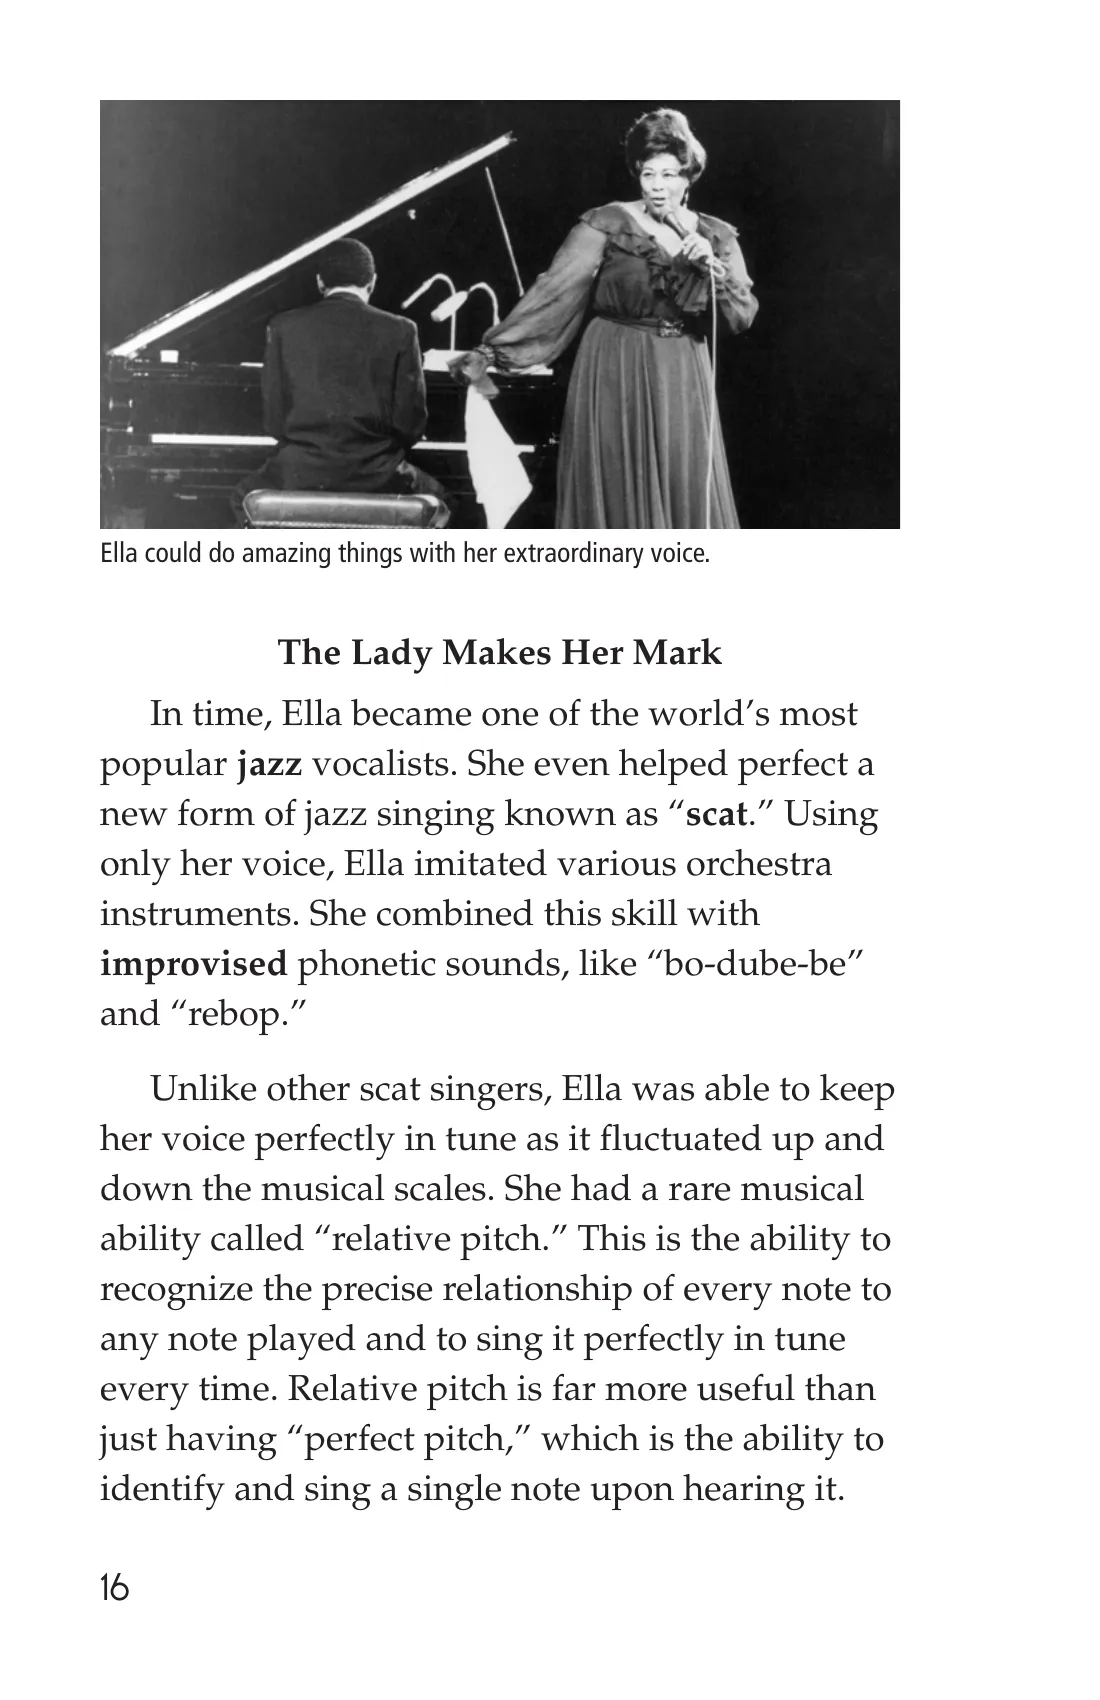 Ella could do amazing things with her extraordinary voice.
The Lady Makes Her Mark
In time, Ella became one of the world’s most
popular jazz vocalists. She even helped perfect a
new form of jazz singing known as “scat.” Using
only her voice, Ella imitated various orchestra
instruments. She combined this skill with
improvised phonetic sounds, like “bo-dube-be”
and “rebop.”
Unlike other scat singers, Ella was able to keep
her voice perfectly in tune as it fluctuated up and
down the musical scales. She had a rare musical
ability called “relative pitch.” This is the ability to
recognize the precise relationship of every note to
any note played and to sing it perfectly in tune
every time. Relative pitch is far more useful than
just having “perfect pitch,” which is the ability to
identify and sing a single note upon hearing it.
16